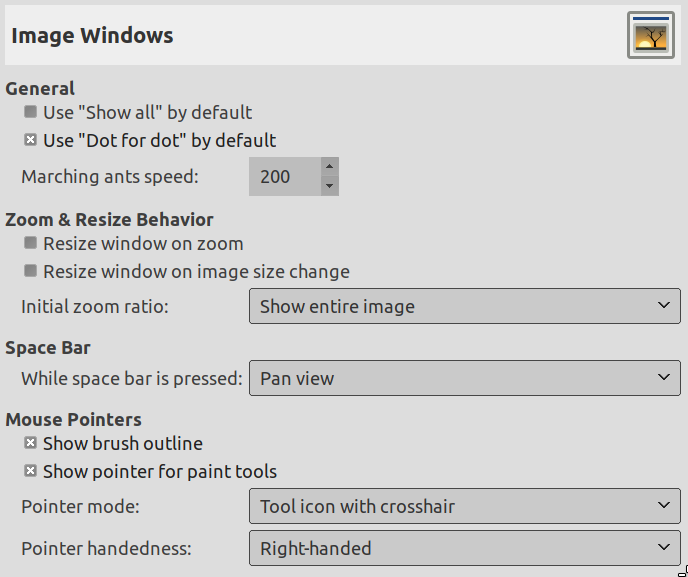 Image Windows
General
Use "Show all" by default
Use "Dot for dot" by default
Marching ants speed: 200
Zoom & Resize Behavior
Resize window on zoom
Resize window on image size change
Initial zoom ratio: Show entire image
Space Bar
While space bar is pressed: Pan view
Mouse Pointers
Show brush outline
Show pointer for paint tools
Pointer mode: Tool icon with crosshair
Pointer handedness: Right-handed